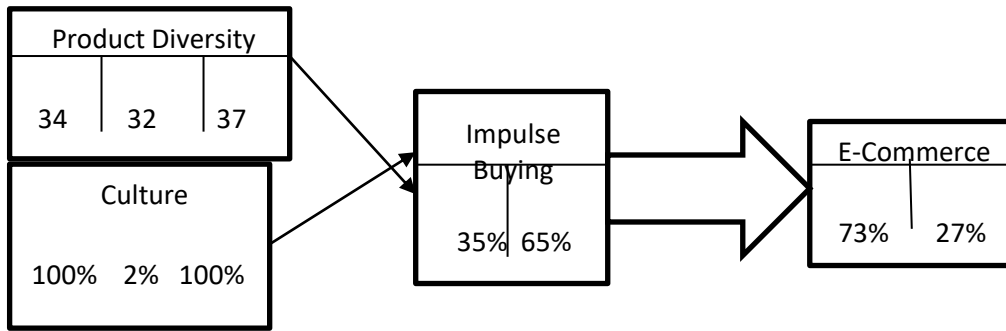 Product Diversity
34 32 37
Culture
100% 2% 100%
Impulse
Buying
35% 65%
E-Commerce
73% 27%